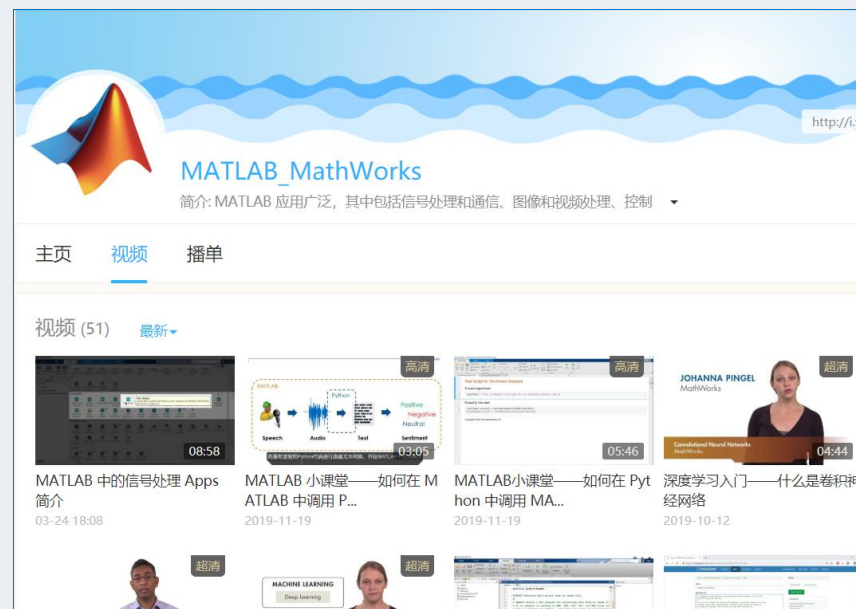 http://i.
MATLAB_MathWorks
简介: MATLAB 应用广泛，其中包括信号处理和通信、图像和视频处理、控制
主页 视频 播单
视频 (51) 最新
高清 高清 超清
MATLAB
Python
JOHANNA PINGEL
MathWorks
Positive
Negative
Neutral
Speech Audio Text Sentiment
Convolutional Neural Networks
MathWorks
08:58 03:05 05:46 04:44
MATLAB 中的信号处理 Apps
简介
03-24 18:08
MATLAB 小课堂——如何在 M
ATLAB 中调用 P...
2019-11-19
MATLAB小课堂——如何在 Pyt
hon 中调用 MA...
2019-11-19
深度学习入门——什么是卷积神
经网络
2019-10-12
超清 超清
MACHINE LEARNING
Deep Learning